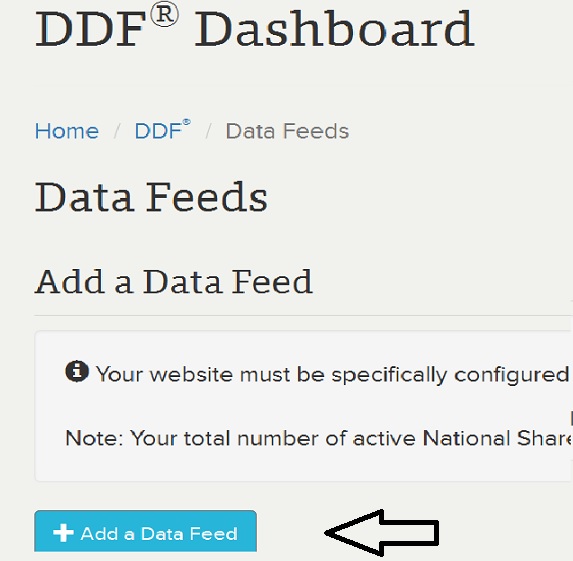 DDF® Dashboard
Home / DDF® / Data Feeds
Data Feeds
Add a Data Feed
Your website must be specifically configured
Note: Your total number of active National Share
+ Add a Data Feed